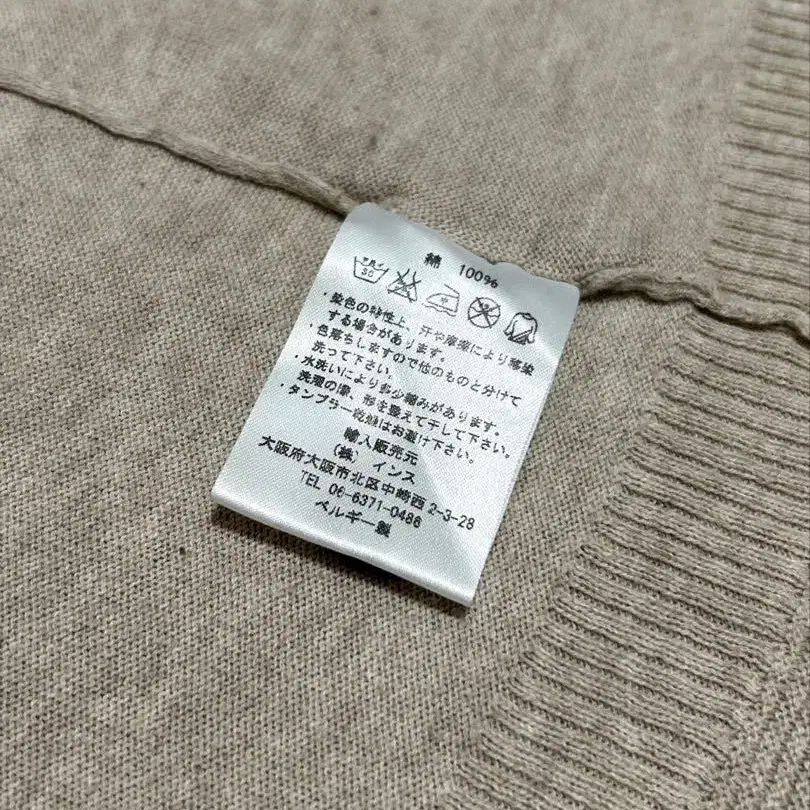 綿 100%
・染色の特性上、汗や摩擦により移染
する場合があります。
・色落ちしますので他のものと分けて
洗って下さい。
・水洗いにより多少縮みがあります。
洗濯の際、形を整えて干して下さい。
・タンブラー乾燥はお避け下さい。
輸入販売元
(株) インス
大阪府大阪市北区中崎西2-3-28
TEL 06-6371-0486
ベルギー製